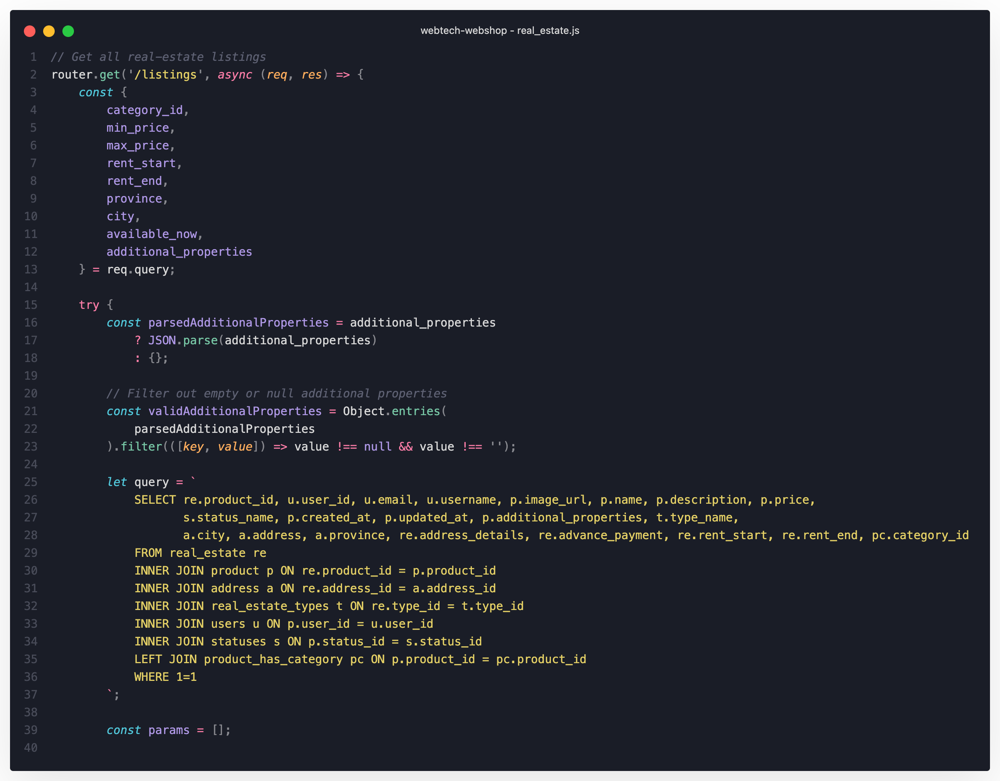 webtech-webshop - real_estate.js
1 // Get all real-estate listings
2 router.get('/listings', async (req, res) => {
3     const {
4         category_id,
5         min_price,
6         max_price,
7         rent_start,
8         rent_end,
9         province,
10         city,
11         available_now,
12         additional_properties
13     } = req.query;
14
15     try {
16         const parsedAdditionalProperties = additional_properties
17             ? JSON.parse(additional_properties)
18             : {};
19
20         // Filter out empty or null additional properties
21         const validAdditionalProperties = Object.entries(
22             parsedAdditionalProperties
23         ).filter(([key, value]) => value !== null && value !== '');
24
25         let query = `
26             SELECT re.product_id, u.user_id, u.email, u.username, p.image_url, p.name, p.description, p.price,
27                    s.status_name, p.created_at, p.updated_at, p.additional_properties, t.type_name,
28                    a.city, a.address, a.province, re.address_details, re.advance_payment, re.rent_start, re.rent_end, pc.category_id
29             FROM real_estate re
30             INNER JOIN product p ON re.product_id = p.product_id
31             INNER JOIN address a ON re.address_id = a.address_id
32             INNER JOIN real_estate_types t ON re.type_id = t.type_id
33             INNER JOIN users u ON p.user_id = u.user_id
34             INNER JOIN statuses s ON p.status_id = s.status_id
35             LEFT JOIN product_has_category pc ON p.product_id = pc.product_id
36             WHERE 1=1
37         `;
38
39         const params = [];
40